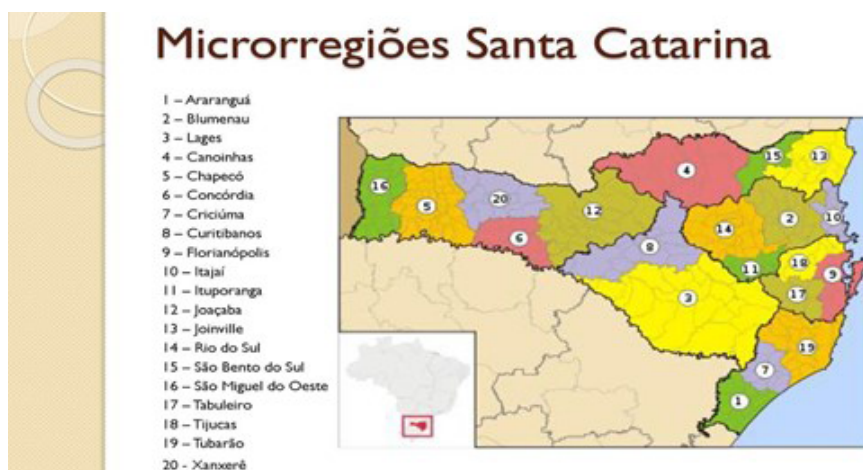 Microrregiões Santa Catarina
1 – Araranguá
2 – Blumenau
3 – Lages
4 – Canoinhas
5 – Chapecó
6 – Concórdia
7 – Criciúma
8 – Curitibanos
9 – Florianópolis
10 – Itajaí
11 – Ituporanga
12 – Joaçaba
13 – Joinville
14 – Rio do Sul
15 – São Bento do Sul
16 – São Miguel do Oeste
17 – Tabuleiro
18 – Tijucas
19 – Tubarão
20 - Xanxerê
15
13
4
16
20
5
12
2
10
14
6
8
18
11
9
3
17
19
7
1